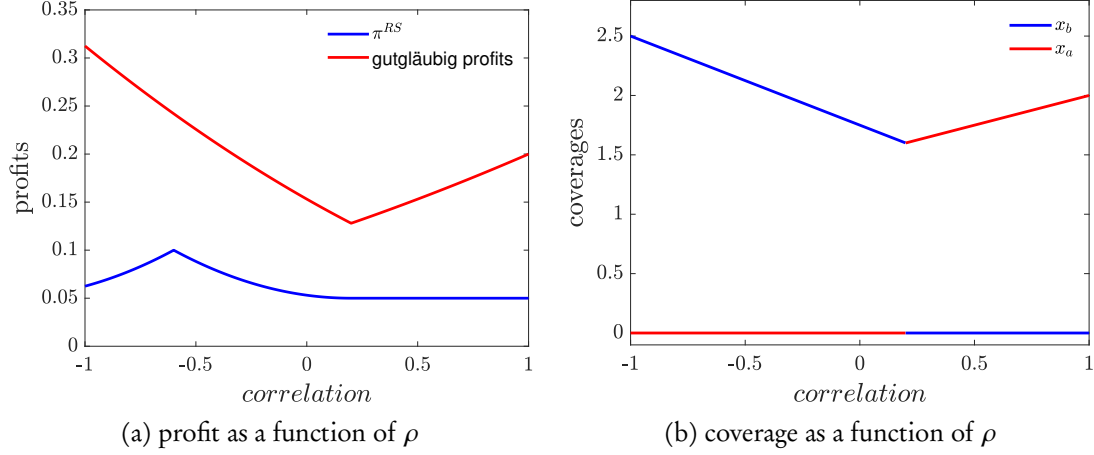 0.35
0.3
0.25
0.2
0.15
0.1
0.05
0
profits
π^{RS}
gutgläubig profits
-1
-0.5
0
0.5
1
correlation
(a) profit as a function of ρ
2.5
2
1.5
1
0.5
0
coverages
x_b
x_a
-1
-0.5
0
0.5
1
correlation
(b) coverage as a function of ρ